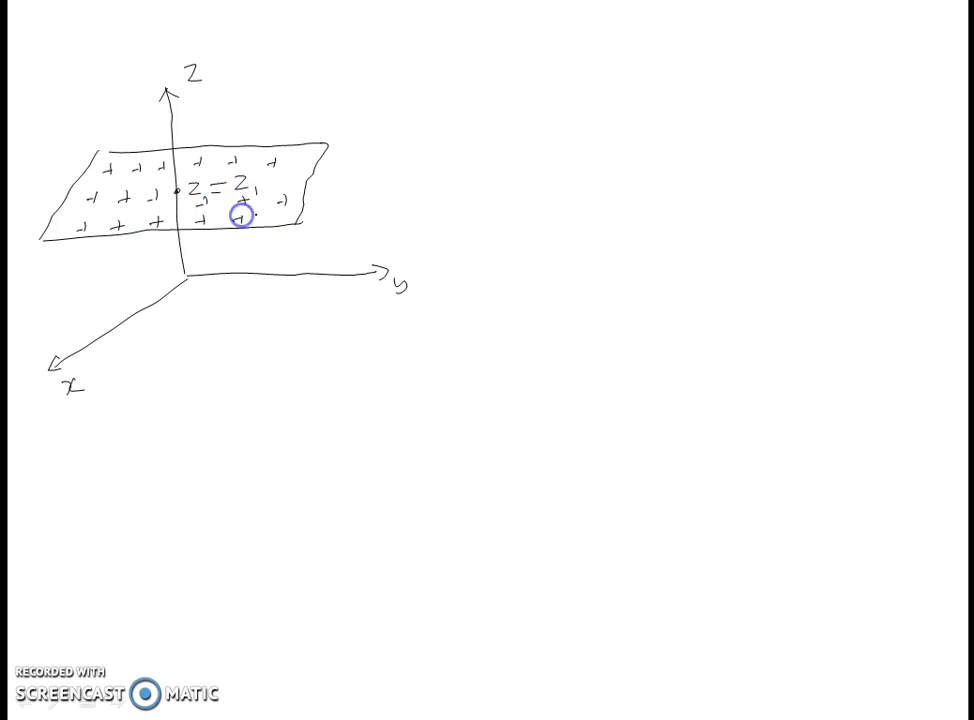 z
+ + + + + +
+ + + z = z₁
+ + +
+ + + + +
y
x
RECORDED WITH
SCREENCAST MATIC